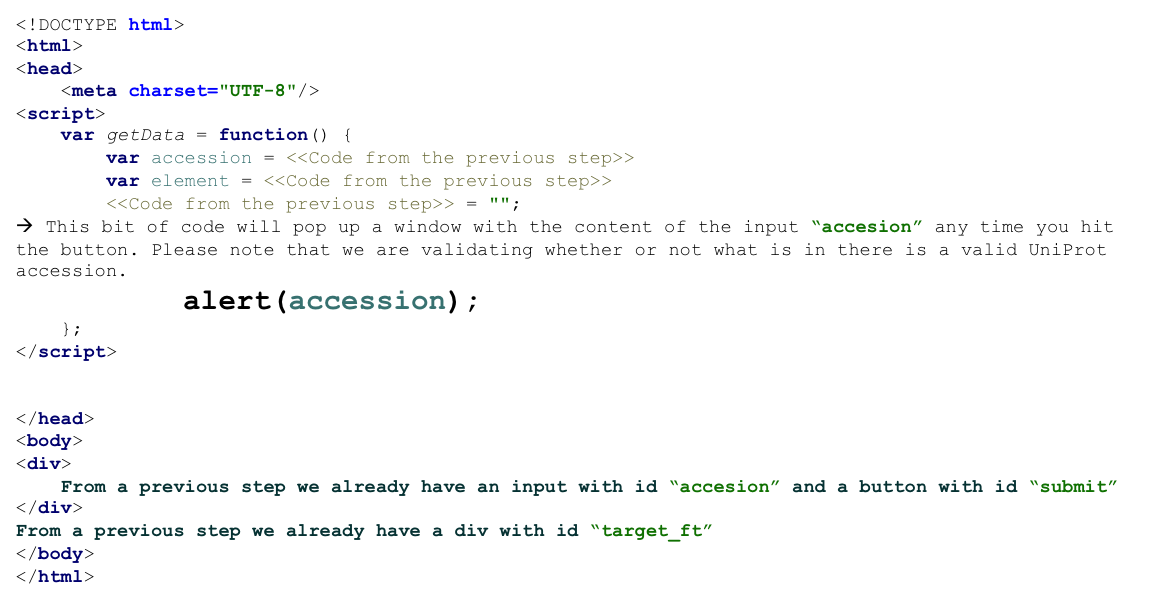 <!DOCTYPE html>
<html>
<head>
    <meta charset="UTF-8"/>
<script>
    var getData = function() {
        var accession = <<Code from the previous step>>
        var element = <<Code from the previous step>>
        <<Code from the previous step>> = "";
→ This bit of code will pop up a window with the content of the input “accesion” any time you hit
the button. Please note that we are validating whether or not what is in there is a valid UniProt
accession.
alert(accession);
    };
</script>
</head>
<body>
<div>
    From a previous step we already have an input with id “accesion” and a button with id “submit”
</div>
From a previous step we already have a div with id “target_ft”
</body>
</html>